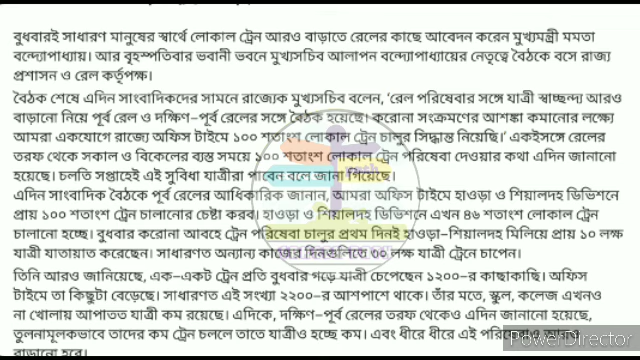 বুধবারই সাধারণ মানুষের স্বার্থে লোকাল ট্রেন আরও বাড়াতে রেলের কাছে আবেদন করেন মুখ্যমন্ত্রী মমতা
বন্দ্যোপাধ্যায়। আর বৃহস্পতিবার ভবানী ভবনে মুখ্যসচিব আলাপন বন্দ্যোপাধ্যায়ের নেতৃত্বে বৈঠকে বসে রাজ্য
প্রশাসন ও রেল কর্তৃপক্ষ।
বৈঠক শেষে এদিন সাংবাদিকদের সামনে রাজ্যের মুখ্যসচিব বলেন, ‘রেল পরিষেবার সঙ্গে যাত্রী স্বাচ্ছন্দ্য আরও
বাড়ানো নিয়ে পূর্ব রেল ও দক্ষিণ–পূর্ব রেলের সঙ্গে বৈঠক হয়েছে। করোনা সংক্রমণের আশঙ্কা কমানোর লক্ষ্যে
আমরা একযোগে রাজ্যে অফিস টাইমে ১০০ শতাংশ লোকাল ট্রেন চালুর সিদ্ধান্ত নিয়েছি।’ একইসঙ্গে রেলের
তরফ থেকে সকাল ও বিকেলের ব্যস্ত সময়ে ১০০ শতাংশ লোকাল ট্রেন পরিষেবা দেওয়ার কথা এদিন জানানো
হয়েছে। চলতি সপ্তাহেই এই সুবিধা যাত্রীরা পাবেন বলে জানা গিয়েছে।
এদিন সাংবাদিক বৈঠকে পূর্ব রেলের আধিকারিক জানান, আমরা অফিস টাইমে হাওড়া ও শিয়ালদহ ডিভিশনে
প্রায় ১০০ শতাংশ ট্রেন চালানোর চেষ্টা করব। হাওড়া ও শিয়ালদহ ডিভিশনে এখন ৪৬ শতাংশ লোকাল ট্রেন
চালানো হচ্ছে। বুধবার করোনা আবহে ট্রেন পরিষেবা চালুর প্রথম দিনই হাওড়া–শিয়ালদহ মিলিয়ে প্রায় ১০ লক্ষ
যাত্রী যাতায়াত করেছেন। সাধারণত অন্যান্য কাজের দিনগুলিতে ৩০ লক্ষ যাত্রী ট্রেনে চাপেন।
তিনি আরও জানিয়েছে, এক–একট ট্রেন প্রতি বুধবার গড়ে যাত্রী চেপেছেন ১২০০–র কাছাকাছি। অফিস
টাইমে তা কিছুটা বেড়েছে। সাধারণত এই সংখ্যা ২২০০–র আশপাশে থাকে। তাঁর মতে, স্কুল, কলেজ এখনও
না খোলায় আপাতত যাত্রী কম রয়েছে। এদিকে, দক্ষিণ–পূর্ব রেলের তরফ থেকেও এদিন জানানো হয়েছে,
তুলনামূলকভাবে তাদের কম ট্রেন চললে তাতে যাত্রীও হচ্ছে কম। এবং ধীরে ধীরে এই পরিষেবাও আরও
বাড়ানো হবে।
PowerDirector